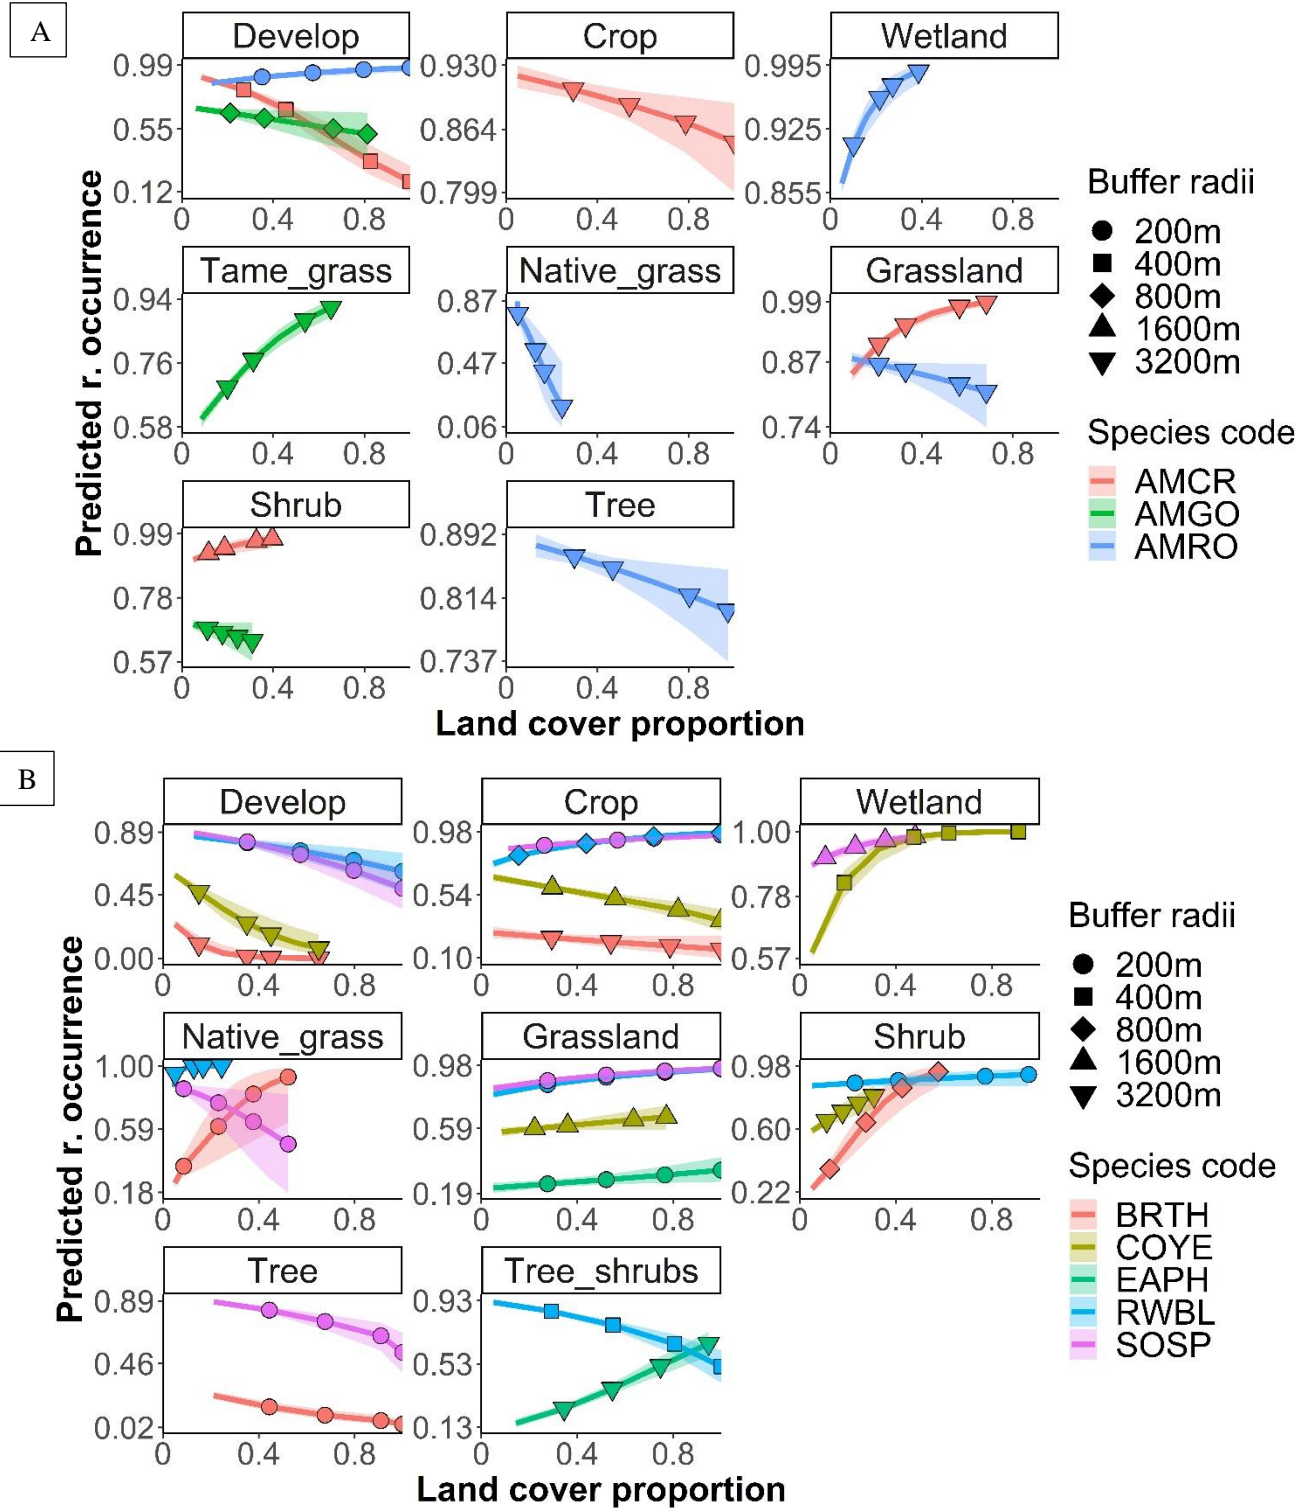 A
Develop
Crop
Wetland
0.99
0.55
0.12
0 0.4 0.8
0.930
0.864
0.799
0 0.4 0.8
0.995
0.925
0.855
0 0.4 0.8
Tame_grass
Native_grass
Grassland
0.94
0.76
0.58
0 0.4 0.8
0.87
0.47
0.06
0 0.4 0.8
0.99
0.87
0.74
0 0.4 0.8
Shrub
Tree
0.99
0.78
0.57
0 0.4 0.8
0.892
0.814
0.737
0 0.4 0.8
Predicted r. occurrence
Land cover proportion
Buffer radii
200m
400m
800m
1600m
3200m
Species code
AMCR
AMGO
AMRO
B
Develop
Crop
Wetland
0.89
0.45
0.00
0 0.4 0.8
0.98
0.54
0.10
0 0.4 0.8
1.00
0.78
0.57
0 0.4 0.8
Native_grass
Grassland
Shrub
1.00
0.59
0.18
0 0.4 0.8
0.98
0.59
0.19
0 0.4 0.8
0.98
0.60
0.22
0 0.4 0.8
Tree
Tree_shrubs
0.89
0.46
0.02
0 0.4 0.8
0.93
0.53
0.13
0 0.4 0.8
Predicted r. occurrence
Land cover proportion
Buffer radii
200m
400m
800m
1600m
3200m
Species code
BRTH
COYE
EAPH
RWBL
SOSP